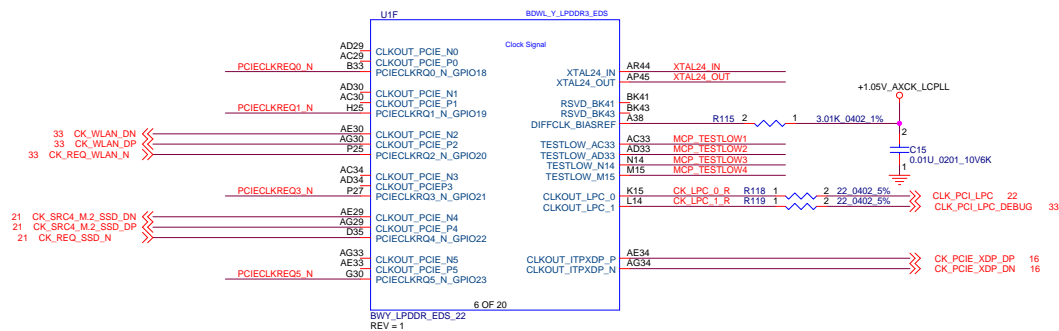 U1F
BDWL_Y_LPDDR3_EDS
Clock Signal
AD29 CLKOUT_PCIE_N0
AC29 CLKOUT_PCIE_P0
PCIECLKREQ0_N B33 PCIECLKRQ0_N_GPIO18
AD30 CLKOUT_PCIE_N1
AC30 CLKOUT_PCIE_P1
PCIECLKREQ1_N H25 PCIECLKRQ1_N_GPIO19
33 CK_WLAN_DN AE30 CLKOUT_PCIE_N2
33 CK_WLAN_DP AG30 CLKOUT_PCIE_P2
33 CK_REQ_WLAN_N P25 PCIECLKRQ2_N_GPIO20
AC34 CLKOUT_PCIE_N3
AD34 CLKOUT_PCIEP3
PCIECLKREQ3_N P27 PCIECLKRQ3_N_GPIO21
21 CK_SRC4_M.2_SSD_DN AE29 CLKOUT_PCIE_N4
21 CK_SRC4_M.2_SSD_DP AG29 CLKOUT_PCIE_P4
21 CK_REQ_SSD_N D35 PCIECLKRQ4_N_GPIO22
AG33 CLKOUT_PCIE_N5
AE33 CLKOUT_PCIE_P5
PCIECLKREQ5_N G30 PCIECLKRQ5_N_GPIO23
XTAL24_IN AR44 XTAL24_IN
XTAL24_OUT AP45 XTAL24_OUT
RSVD_BK41 BK41
RSVD_BK43 BK43
DIFFCLK_BIASREF A38 R115 2 1 3.01K_0402_1%
+1.05V_AXCK_LCPLL
2
C15
0.01U_0201_10V6K
1
TESTLOW_AC33 AC33 MCP_TESTLOW1
TESTLOW_AD33 AD33 MCP_TESTLOW2
TESTLOW_N14 N14 MCP_TESTLOW3
TESTLOW_M15 M15 MCP_TESTLOW4
CLKOUT_LPC_0 K15 CK_LPC_0_R R118 1 2 22_0402_5% CLK_PCI_LPC 22
CLKOUT_LPC_1 L14 CK_LPC_1_R R119 1 2 22_0402_5% CLK_PCI_LPC_DEBUG 33
CLKOUT_ITPXDP_P AE34 CK_PCIE_XDP_DP 16
CLKOUT_ITPXDP_N AG34 CK_PCIE_XDP_DN 16
6 OF 20
BWY_LPDDR_EDS_22
REV = 1